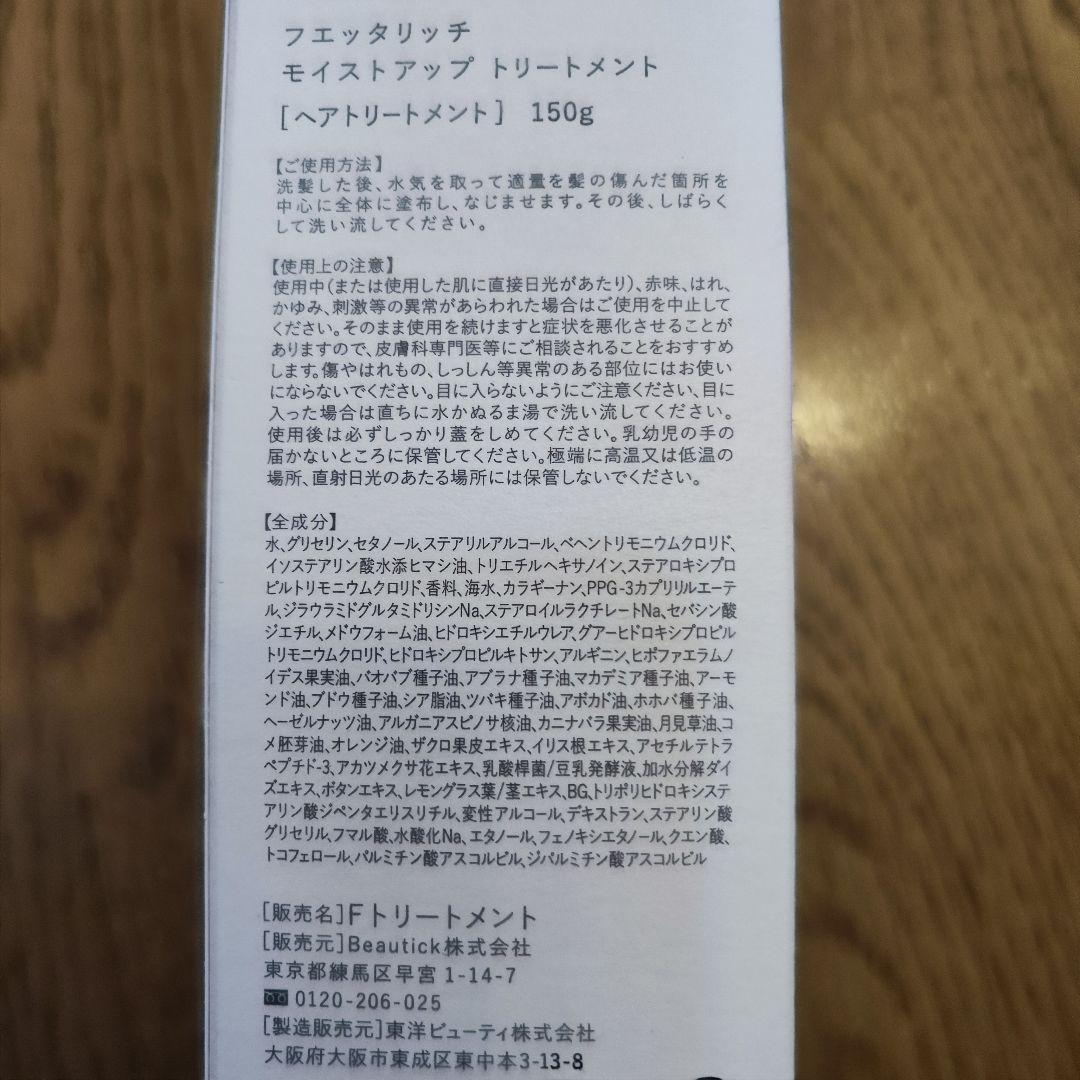 フエッタリッチ
モイストアップ トリートメント
[ヘアトリートメント] 150g
【ご使用方法】
洗髪した後、水気を取って適量を髪の傷んだ箇所を
中心に全体に塗布し、なじませます。その後、しばらく
して洗い流してください。
【使用上の注意】
使用中(または使用した肌に直接日光があたり)、赤味、はれ、
かゆみ、刺激等の異常があらわれた場合はご使用を中止して
ください。そのまま使用を続けますと症状を悪化させることが
ありますので、皮膚科専門医等にご相談されることをおすすめ
します。傷やはれもの、しっしん等異常のある部位にはお使い
にならないでください。目に入らないようにご注意ください、目に
入った場合は直ちに水かぬるま湯で洗い流してください。
使用後は必ずしっかり蓋をしめてください。乳幼児の手の
届かないところに保管してください。極端に高温又は低温の
場所、直射日光のあたる場所には保管しないでください。
【全成分】
水、グリセリン、セタノール、ステアリルアルコール、ベヘントリモニウムクロリド、
イソステアリン酸水添ヒマシ油、トリエチルヘキサノイン、ステアロキシプロ
ピルトリモニウムクロリド、香料、海水、カラギーナン、PPG-3カプリリルエーテ
ル、ジラウラミドグルタミドリシンNa、ステアロイルラクチレートNa、セバシン酸
ジエチル、メドウフォーム油、ヒドロキシエチルウレア、グアーヒドロキシプロピル
トリモニウムクロリド、ヒドロキシプロピルキトサン、アルギニン、ヒポファエラムノ
イデス果実油、バオバブ種子油、アブラナ種子油、マカデミア種子油、アーモ
ンド油、ブドウ種子油、シア脂油、ツバキ種子油、アボカド油、ホホバ種子油、
ヘーゼルナッツ油、アルガニアスピノサ核油、カニナバラ果実油、月見草油、コ
メ胚芽油、オレンジ油、ザクロ果皮エキス、イリス根エキス、アセチルテトラ
ペプチド-3、アカツメクサ花エキス、乳酸桿菌/豆乳発酵液、加水分解ダイ
ズエキス、ボタンエキス、レモングラス葉/茎エキス、BG、トリポリヒドロキシステ
アリン酸ジペンタエリスリチル、変性アルコール、デキストラン、ステアリン酸
グリセリル、フマル酸、水酸化Na、エタノール、フェノキシエタノール、クエン酸、
トコフェロール、パルミチン酸アスコルビル、ジパルミチン酸アスコルビル
[販売名]Fトリートメント
[販売元]Beautick株式会社
東京都練馬区早宮 1-14-7
0120-206-025
[製造販売元]東洋ビューティ株式会社
大阪府大阪市東成区東中本3-13-8